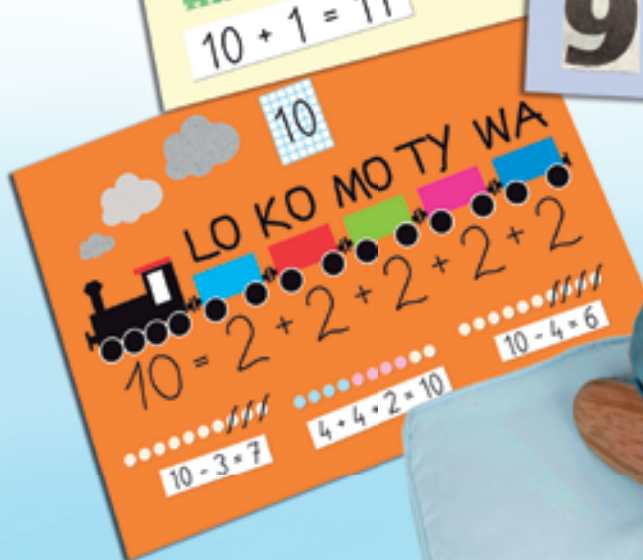 10 + 1 = 11
9
10
LO KO MO TY WA
10 = 2 + 2 + 2 + 2 + 2
10 - 3 = 7
4 + 4 + 2 = 10
10 - 4 = 6